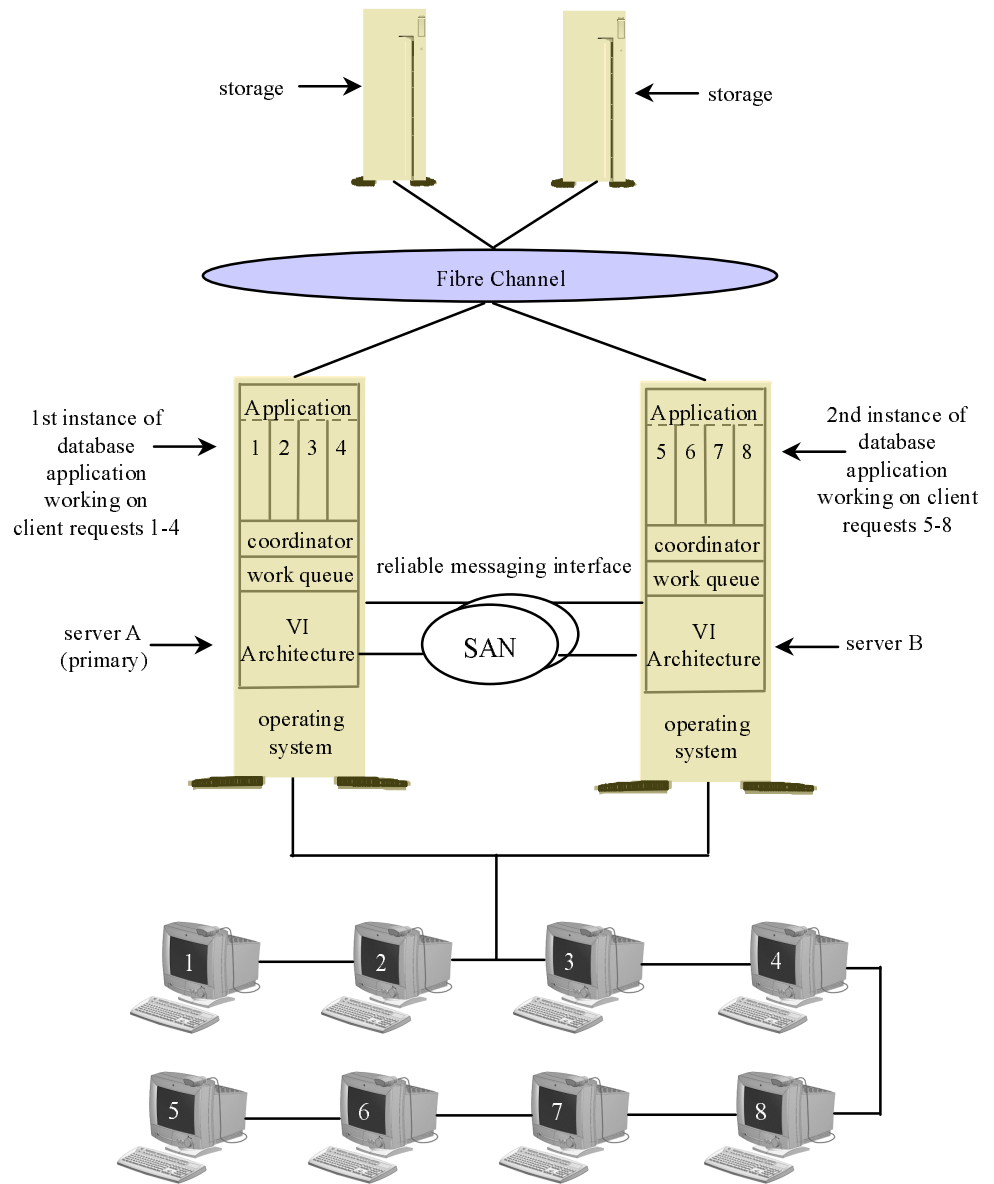 storage
storage
Fibre Channel
1st instance of
database
application
working on
client requests 1-4
Application
1 2 3 4
coordinator
work queue
VI
Architecture
operating
system
server A
(primary)
reliable messaging interface
SAN
Application
5 6 7 8
coordinator
work queue
VI
Architecture
operating
system
2nd instance of
database
application
working on client
requests 5-8
server B
1
2
3
4
5
6
7
8